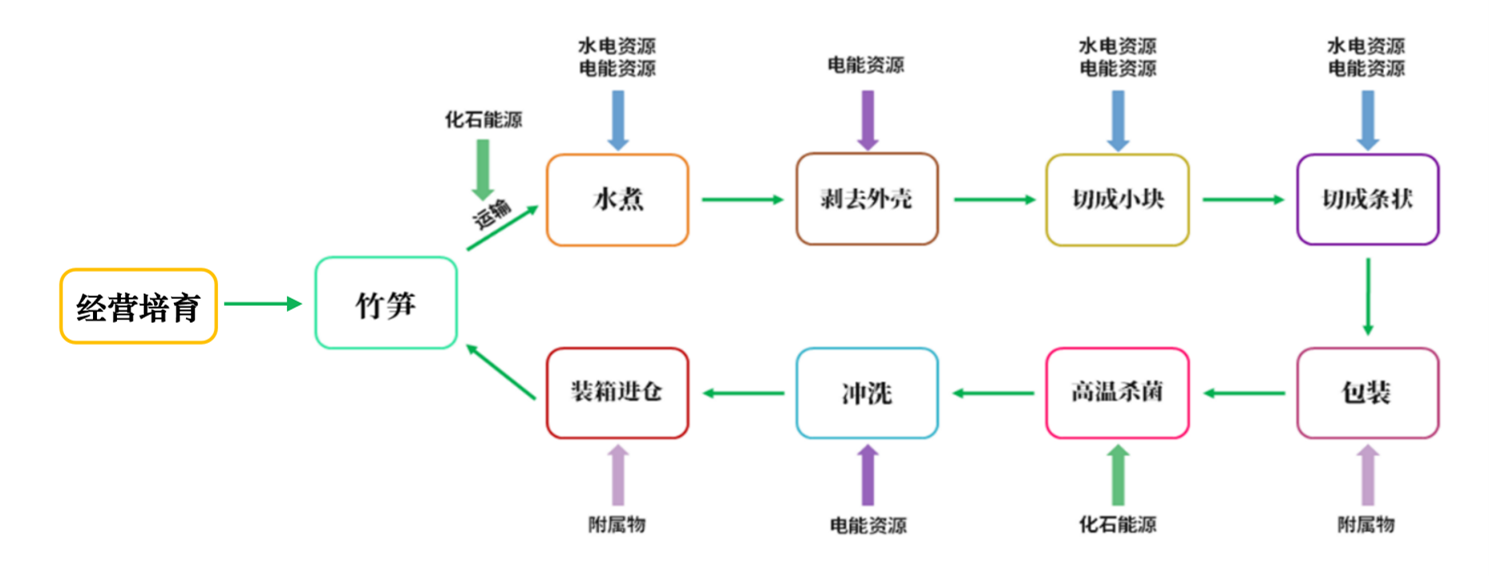 水电资源
电能资源
电能资源
水电资源
电能资源
水电资源
电能资源
化石能源
运输
水煮
剥去外壳
切成小块
切成条状
经营培育
竹笋
装箱进仓
冲洗
高温杀菌
包装
附属物
电能资源
化石能源
附属物